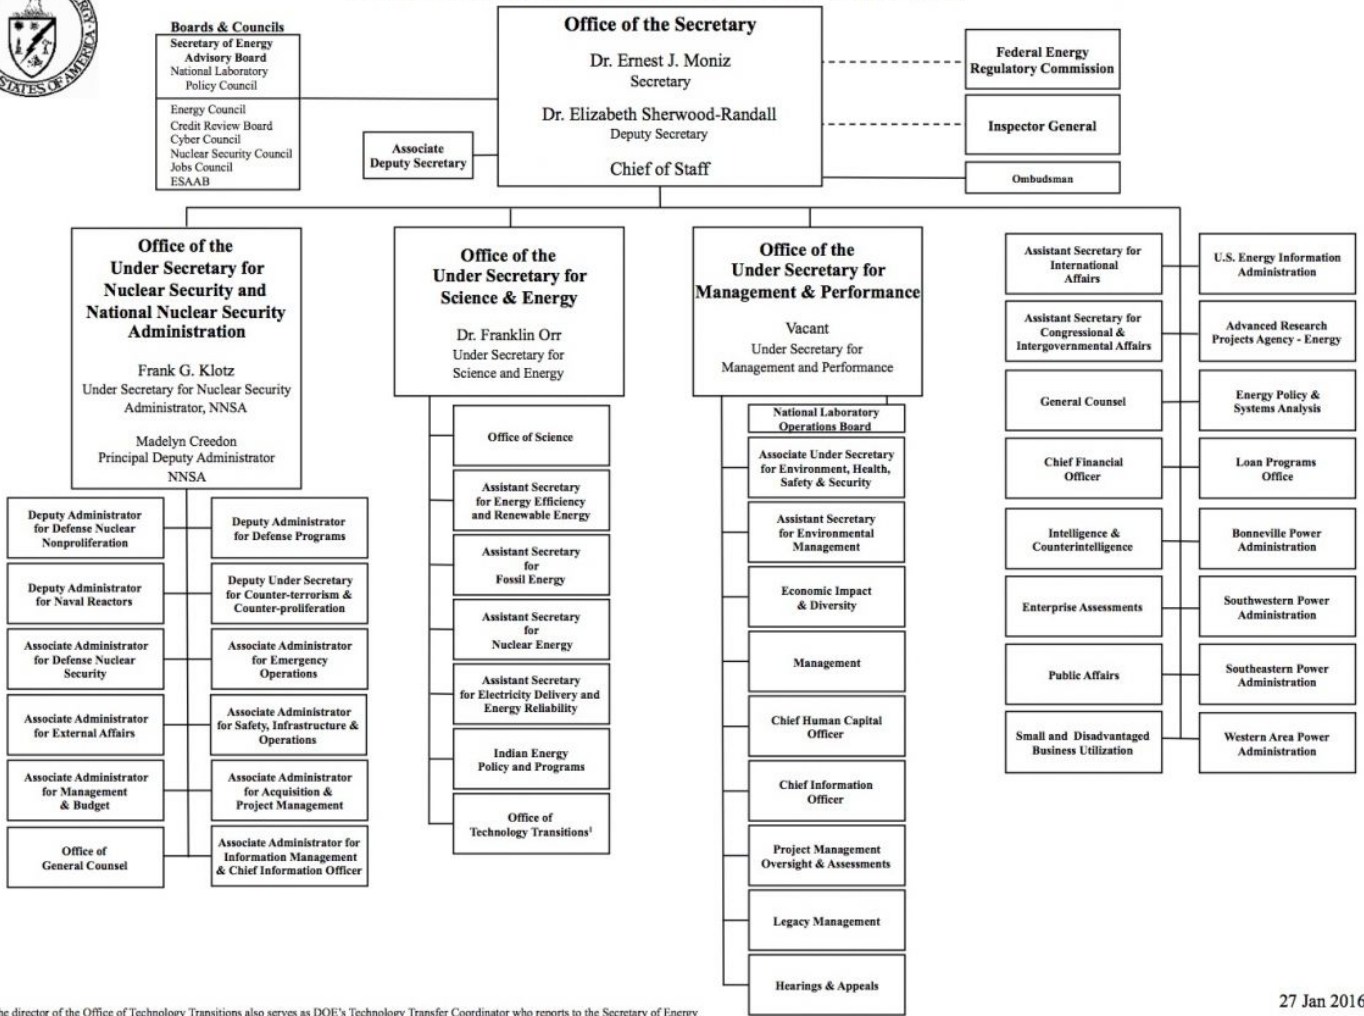 STATES OF AMERICA
Boards & Councils
Secretary of Energy
Advisory Board
National Laboratory
Policy Council
Energy Council
Credit Review Board
Cyber Council
Nuclear Security Council
Jobs Council
ESAAB
Associate
Deputy Secretary
Office of the Secretary
Dr. Ernest J. Moniz
Secretary
Dr. Elizabeth Sherwood-Randall
Deputy Secretary
Chief of Staff
Federal Energy
Regulatory Commission
Inspector General
Ombudsman
Office of the
Under Secretary for
Nuclear Security and
National Nuclear Security
Administration
Frank G. Klotz
Under Secretary for Nuclear Security
Administrator, NNSA
Madelyn Creedon
Principal Deputy Administrator
NNSA
Deputy Administrator
for Defense Nuclear
Nonproliferation
Deputy Administrator
for Defense Programs
Deputy Administrator
for Naval Reactors
Deputy Under Secretary
for Counter-terrorism &
Counter-proliferation
Associate Administrator
for Defense Nuclear
Security
Associate Administrator
for Emergency
Operations
Associate Administrator
for External Affairs
Associate Administrator
for Safety, Infrastructure &
Operations
Associate Administrator
for Management
& Budget
Associate Administrator
for Acquisition &
Project Management
Office of
General Counsel
Associate Administrator for
Information Management
& Chief Information Officer
Office of the
Under Secretary for
Science & Energy
Dr. Franklin Orr
Under Secretary for
Science and Energy
Office of Science
Assistant Secretary
for Energy Efficiency
and Renewable Energy
Assistant Secretary
for
Fossil Energy
Assistant Secretary
for
Nuclear Energy
Assistant Secretary
for Electricity Delivery and
Energy Reliability
Indian Energy
Policy and Programs
Office of
Technology Transitions¹
Office of the
Under Secretary for
Management & Performance
Vacant
Under Secretary for
Management and Performance
National Laboratory
Operations Board
Associate Under Secretary
for Environment, Health,
Safety & Security
Assistant Secretary
for Environmental
Management
Economic Impact
& Diversity
Management
Chief Human Capital
Officer
Chief Information
Officer
Project Management
Oversight & Assessments
Legacy Management
Hearings & Appeals
Assistant Secretary for
International
Affairs
U.S. Energy Information
Administration
Assistant Secretary for
Congressional &
Intergovernmental Affairs
Advanced Research
Projects Agency - Energy
General Counsel
Energy Policy &
Systems Analysis
Chief Financial
Officer
Loan Programs
Office
Intelligence &
Counterintelligence
Bonneville Power
Administration
Enterprise Assessments
Southwestern Power
Administration
Public Affairs
Southeastern Power
Administration
Small and Disadvantaged
Business Utilization
Western Area Power
Administration
27 Jan 2016
director of the Office of Technology Transitions also serves as DOE's Technology Transfer Coordinator who reports to the Secretary of Energy